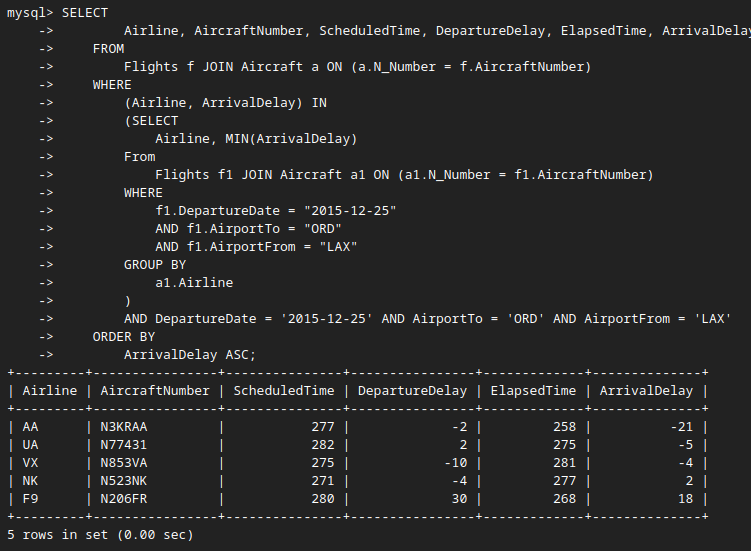 mysql> SELECT
    ->         Airline, AircraftNumber, ScheduledTime, DepartureDelay, ElapsedTime, ArrivalDelay
    ->     FROM
    ->         Flights f JOIN Aircraft a ON (a.N_Number = f.AircraftNumber)
    ->     WHERE
    ->         (Airline, ArrivalDelay) IN
    ->         (SELECT
    ->             Airline, MIN(ArrivalDelay)
    ->         From
    ->             Flights f1 JOIN Aircraft a1 ON (a1.N_Number = f1.AircraftNumber)
    ->         WHERE
    ->             f1.DepartureDate = "2015-12-25"
    ->             AND f1.AirportTo = "ORD"
    ->             AND f1.AirportFrom = "LAX"
    ->         GROUP BY
    ->             a1.Airline
    ->         )
    ->         AND DepartureDate = '2015-12-25' AND AirportTo = 'ORD' AND AirportFrom = 'LAX'
    ->     ORDER BY
    ->         ArrivalDelay ASC;
+---------+----------------+---------------+----------------+-------------+--------------+
| Airline | AircraftNumber | ScheduledTime | DepartureDelay | ElapsedTime | ArrivalDelay |
+---------+----------------+---------------+----------------+-------------+--------------+
| AA      | N3KRAA         |           277 |             -2 |         258 |          -21 |
| UA      | N77431         |           282 |              2 |         275 |           -5 |
| VX      | N853VA         |           275 |            -10 |         281 |           -4 |
| NK      | N523NK         |           271 |             -4 |         277 |            2 |
| F9      | N206FR         |           280 |             30 |         268 |           18 |
+---------+----------------+---------------+----------------+-------------+--------------+
5 rows in set (0.00 sec)